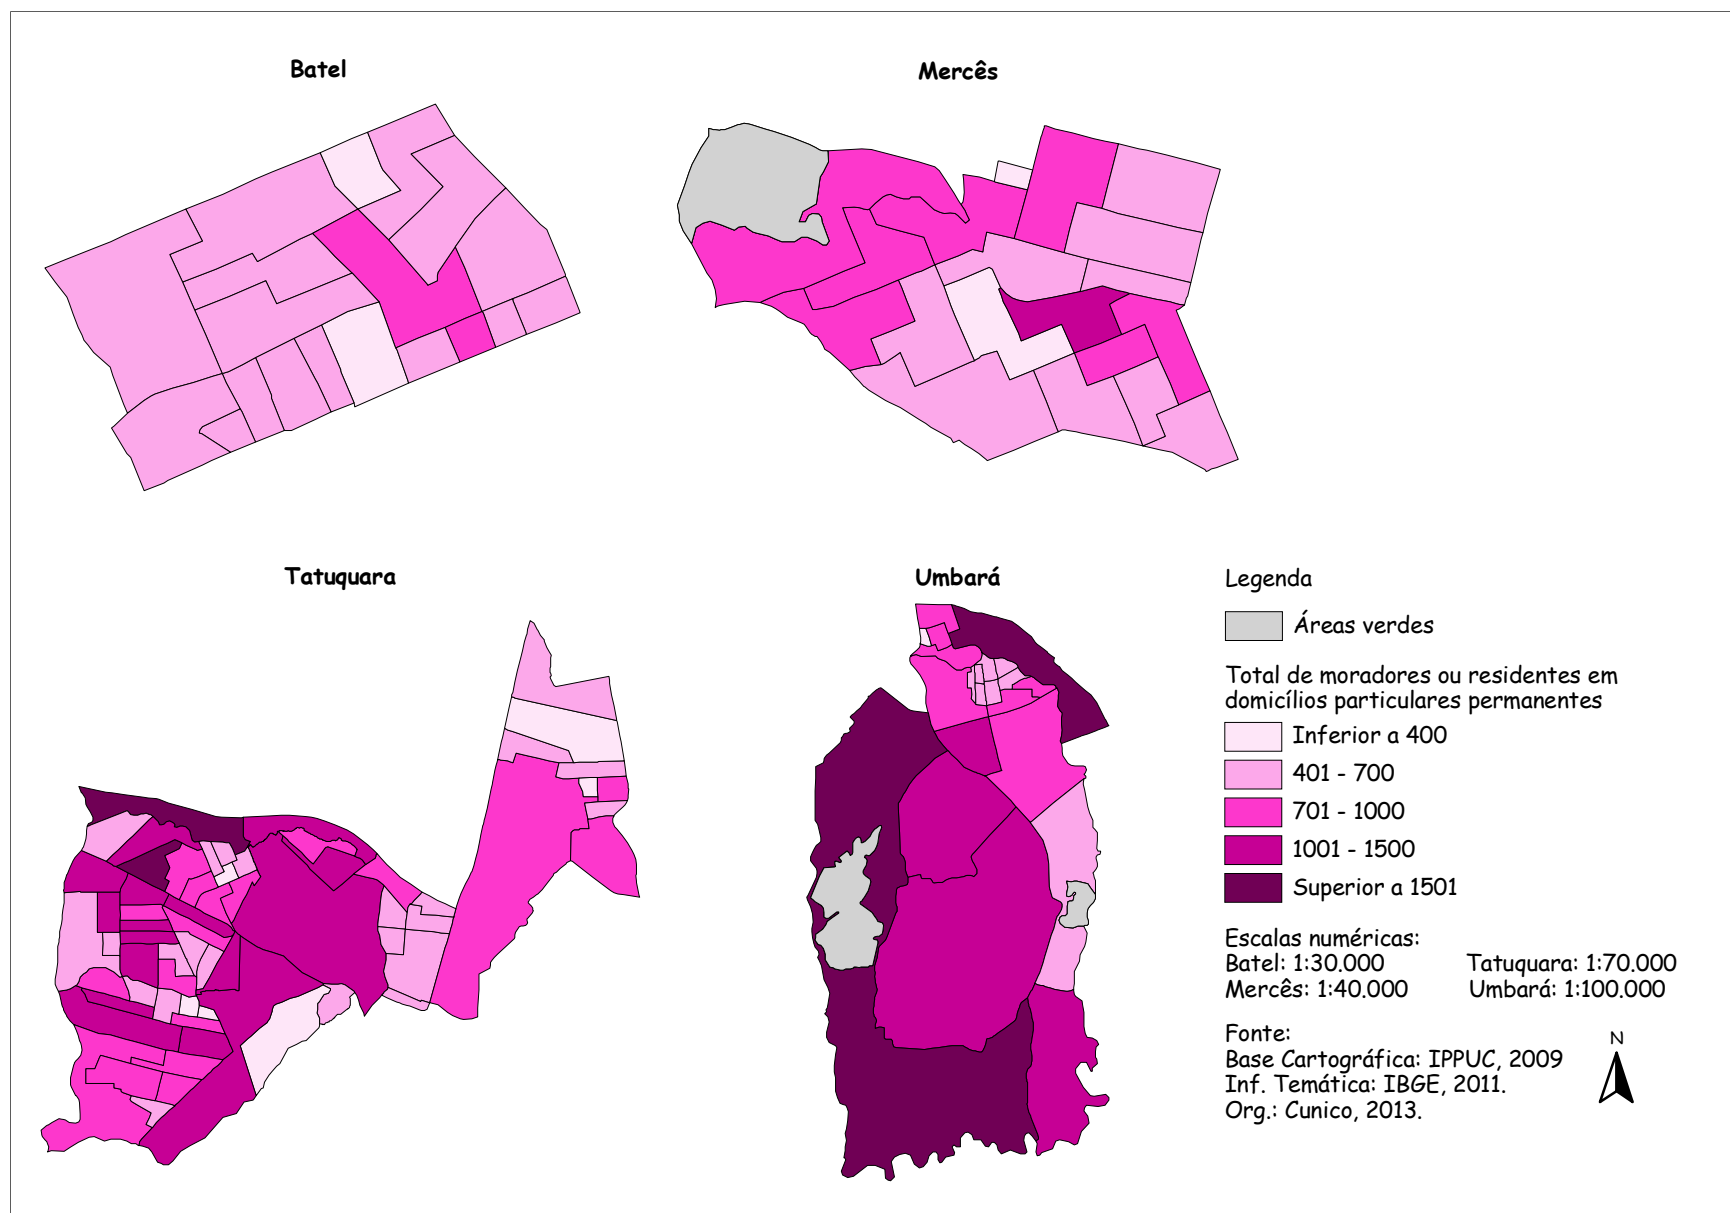 Batel
Mercês
Tatuquara
Umbará
Legenda
Áreas verdes
Total de moradores ou residentes em
domicílios particulares permanentes
Inferior a 400
401 - 700
701 - 1000
1001 - 1500
Superior a 1501
Escalas numéricas:
Batel: 1:30.000 Tatuquara: 1:70.000
Mercês: 1:40.000 Umbará: 1:100.000
Fonte:
Base Cartográfica: IPPUC, 2009
Inf. Temática: IBGE, 2011.
Org.: Cunico, 2013.
N